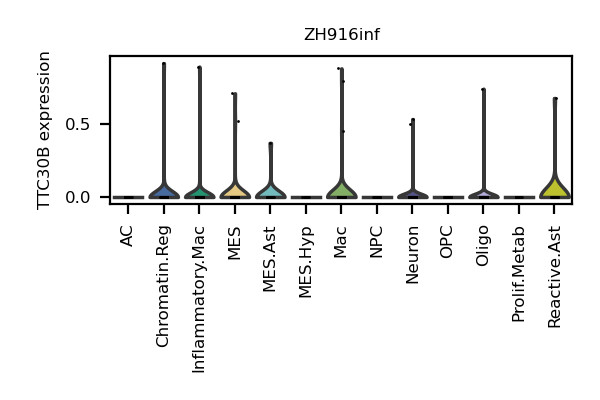 ZH916inf
TTC30B expression
0.5
0.0
AC
Chromatin.Reg
Inflammatory.Mac
MES
MES.Ast
MES.Hyp
Mac
NPC
Neuron
OPC
Oligo
Prolif.Metab
Reactive.Ast